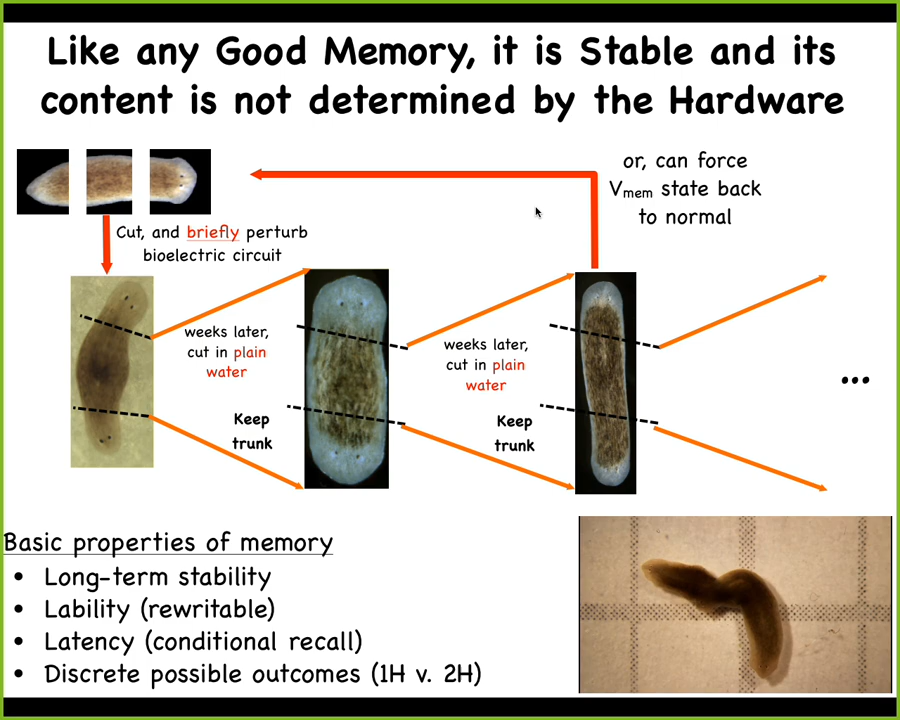 Like any Good Memory, it is Stable and its
content is not determined by the Hardware
or, can force
Vmem state back
to normal
Cut, and briefly perturb
bioelectric circuit
weeks later,
cut in plain
water
Keep
trunk
weeks later,
cut in plain
water
Keep
trunk
...
Basic properties of memory
• Long-term stability
• Lability (rewritable)
• Latency (conditional recall)
• Discrete possible outcomes (1H v. 2H)